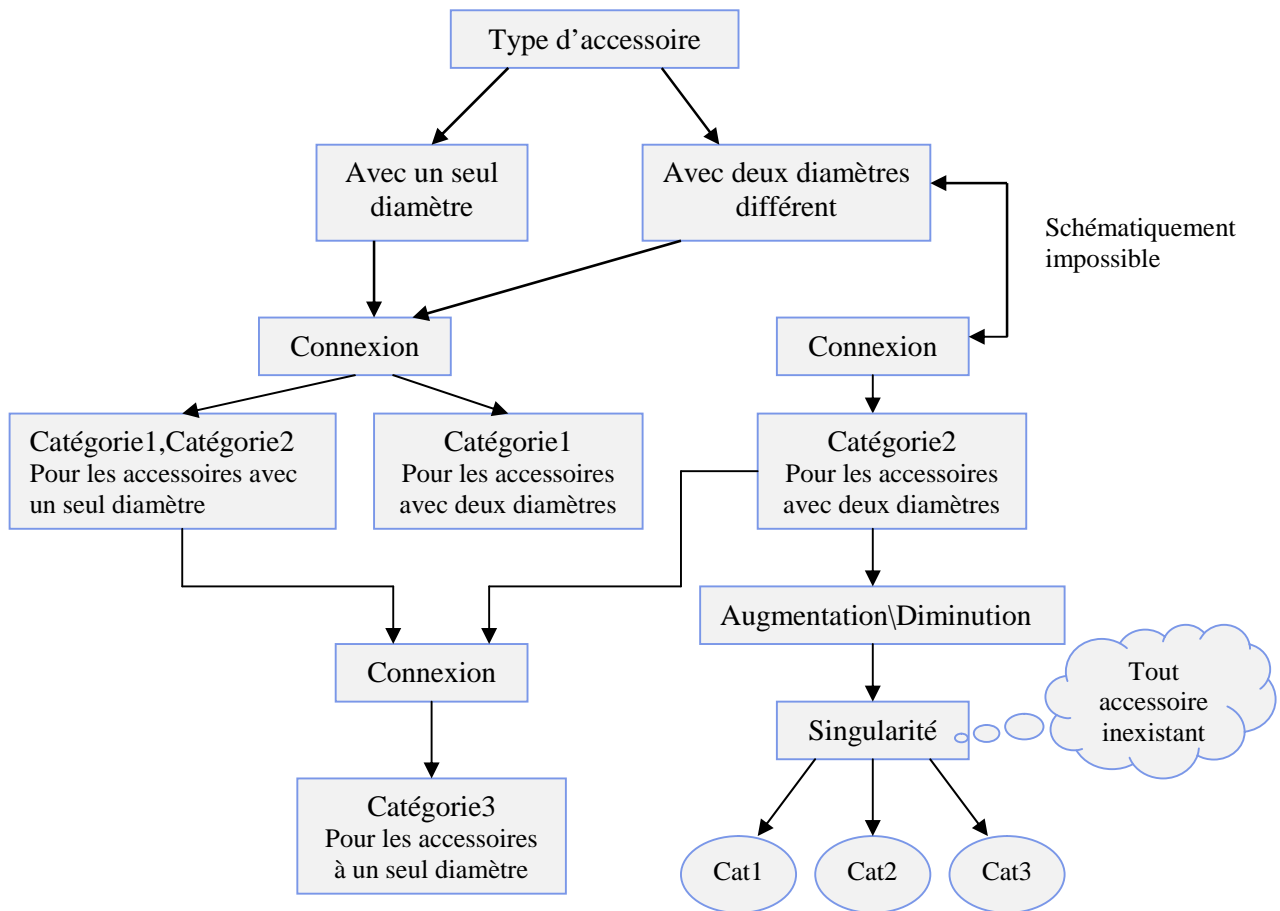 Type d'accessoire
Avec un seul
diamètre
Avec deux diamètres
différent
Schématiquement
impossible
Connexion
Connexion
Catégorie1,Catégorie2
Pour les accessoires avec
un seul diamètre
Catégorie1
Pour les accessoires
avec deux diamètres
Catégorie2
Pour les accessoires
avec deux diamètres
Augmentation\Diminution
Connexion
Tout
accessoire
inexistant
Singularité
Catégorie3
Pour les accessoires
à un seul diamètre
Cat1
Cat2
Cat3